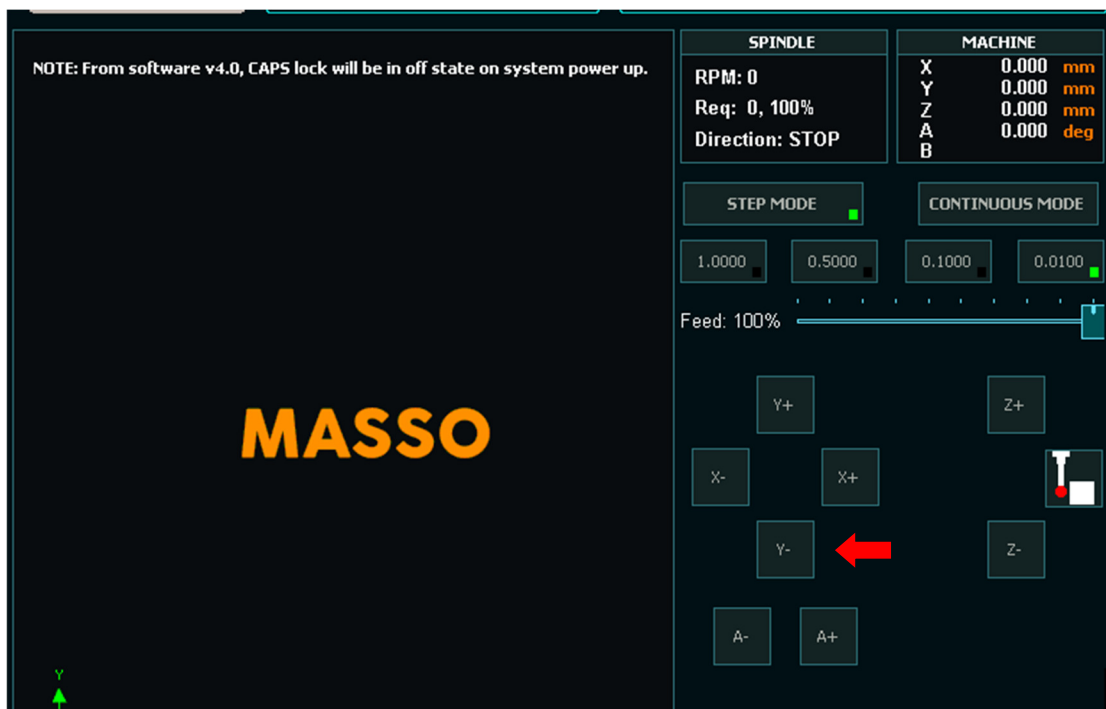 NOTE: From software v4.0, CAPS lock will be in off state on system power up.
MASSO
Y
SPINDLE
RPM: 0
Req: 0, 100%
Direction: STOP
MACHINE
X 0.000 mm
Y 0.000 mm
Z 0.000 mm
A 0.000 deg
B
STEP MODE CONTINUOUS MODE
1.0000 0.5000 0.1000 0.0100
Feed: 100%
Y+ Z+
X- X+
Y- Z-
A- A+